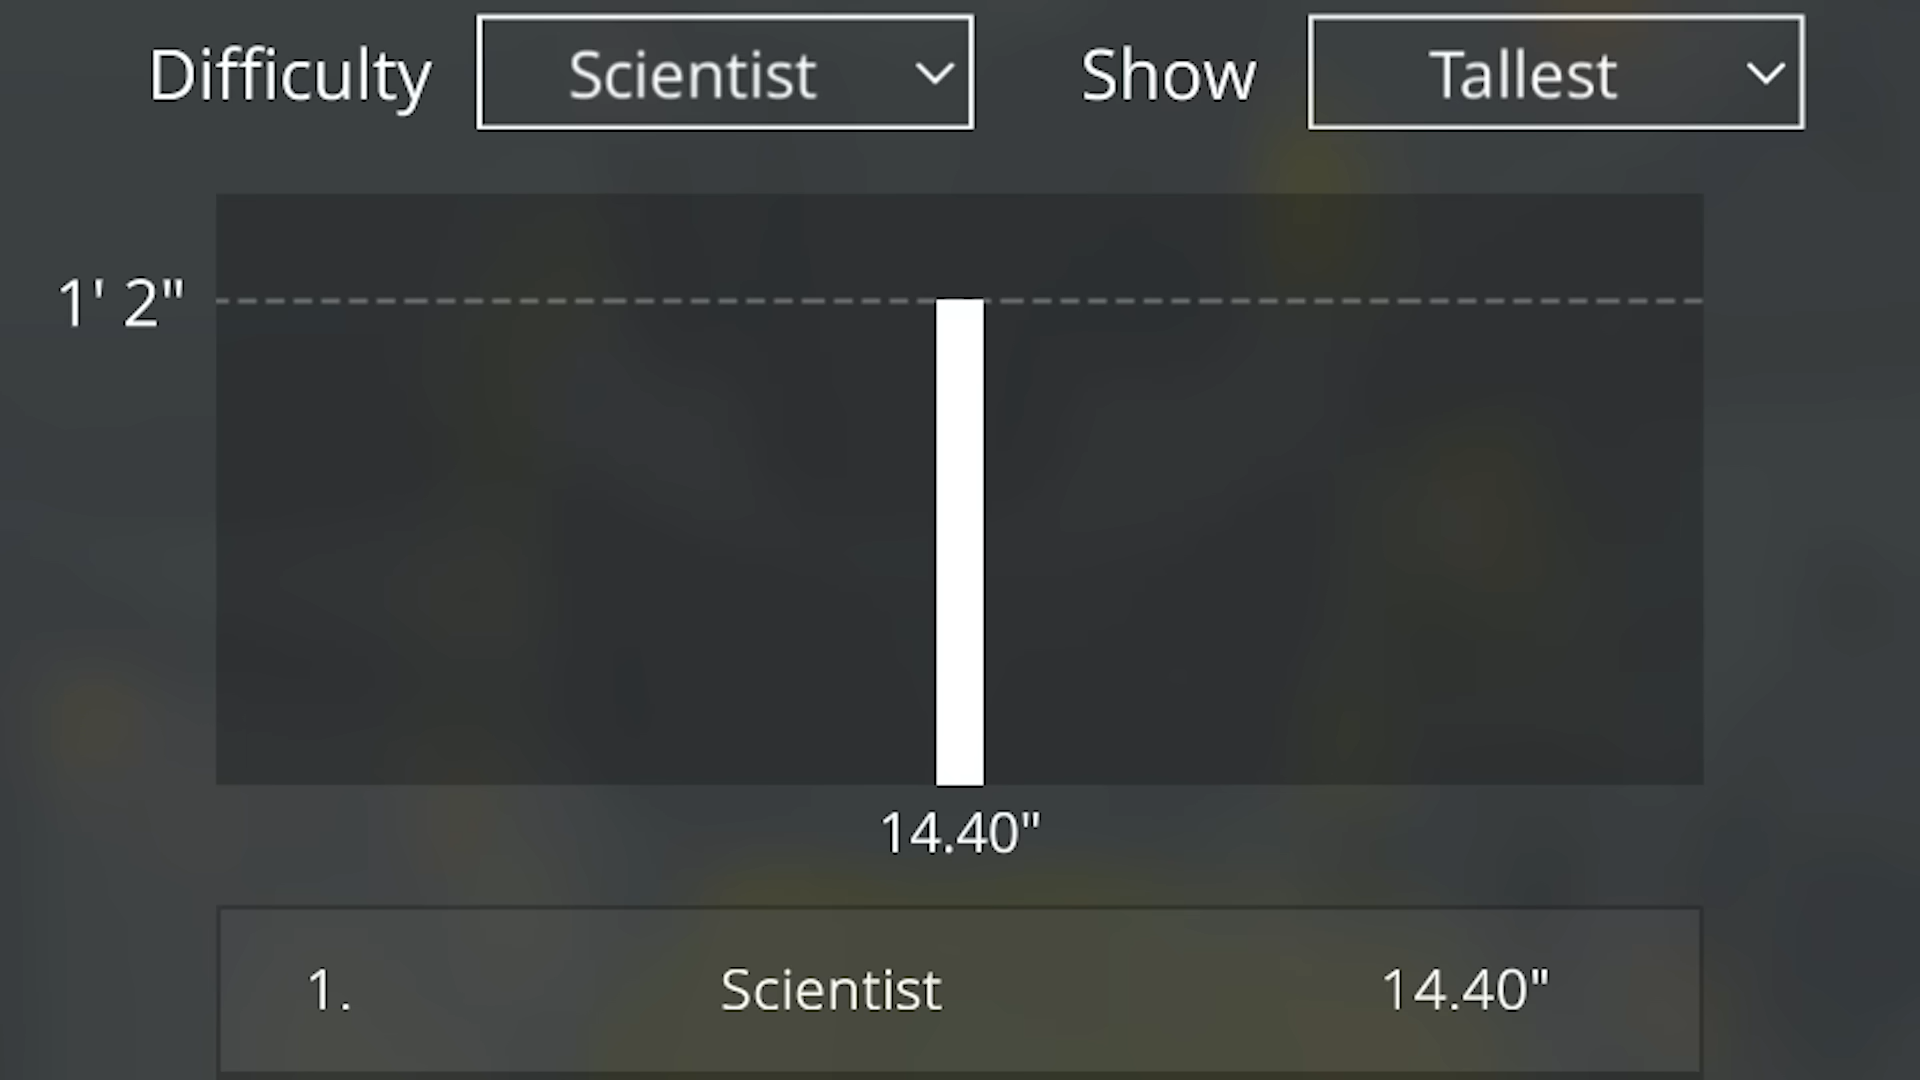 Difficulty Scientist Show Tallest
1' 2"
14.40"
1. Scientist 14.40"